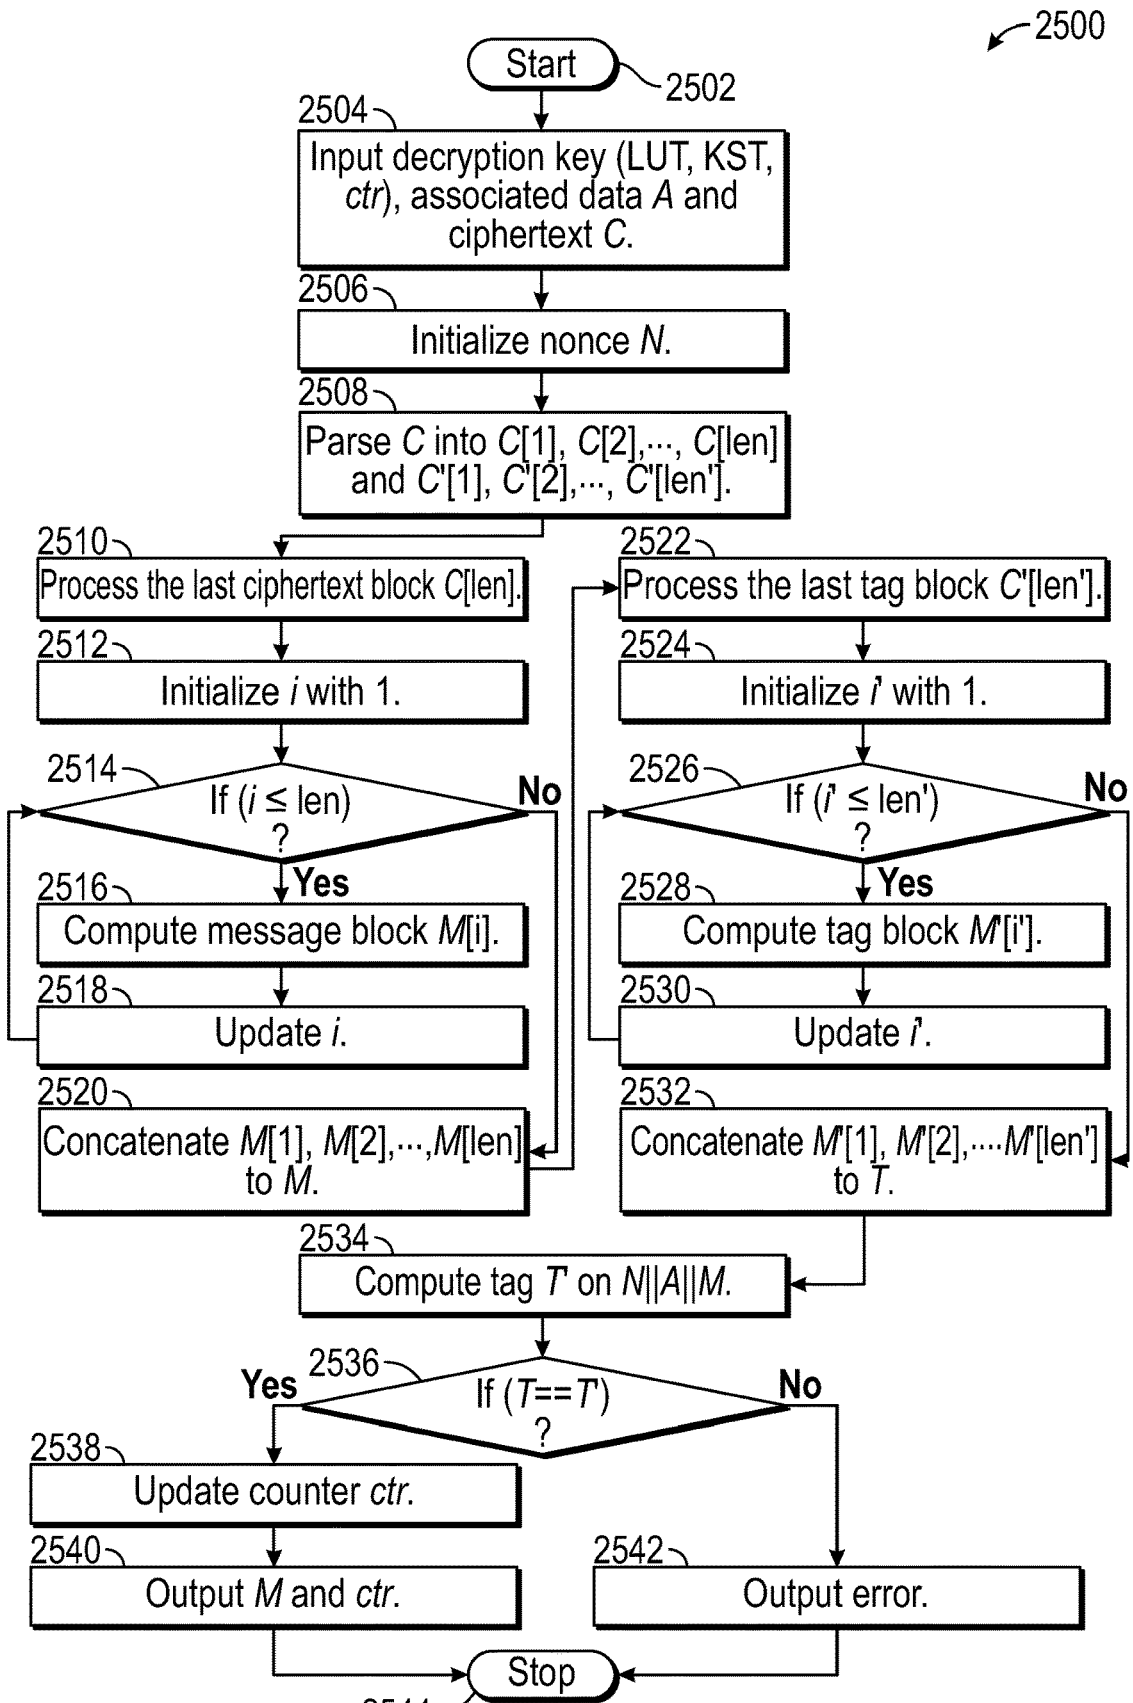 2500
Start
2502
2504
Input decryption key (LUT, KST,
ctr), associated data A and
ciphertext C.
2506
Initialize nonce N.
2508
Parse C into C[1], C[2],···, C[len]
and C'[1], C'[2],···, C'[len'].
2510
Process the last ciphertext block C[len].
2512
Initialize i with 1.
2514
If (i ≤ len)
?
No
Yes
2516
Compute message block M[i].
2518
Update i.
2520
Concatenate M[1], M[2],···,M[len]
to M.
2522
Process the last tag block C'[len'].
2524
Initialize i' with 1.
2526
If (i' ≤ len')
?
No
Yes
2528
Compute tag block M'[i'].
2530
Update i'.
2532
Concatenate M'[1], M'[2],····M'[len']
to T.
2534
Compute tag T' on N||A||M.
2536
If (T==T')
?
Yes
No
2538
Update counter ctr.
2540
Output M and ctr.
2542
Output error.
Stop